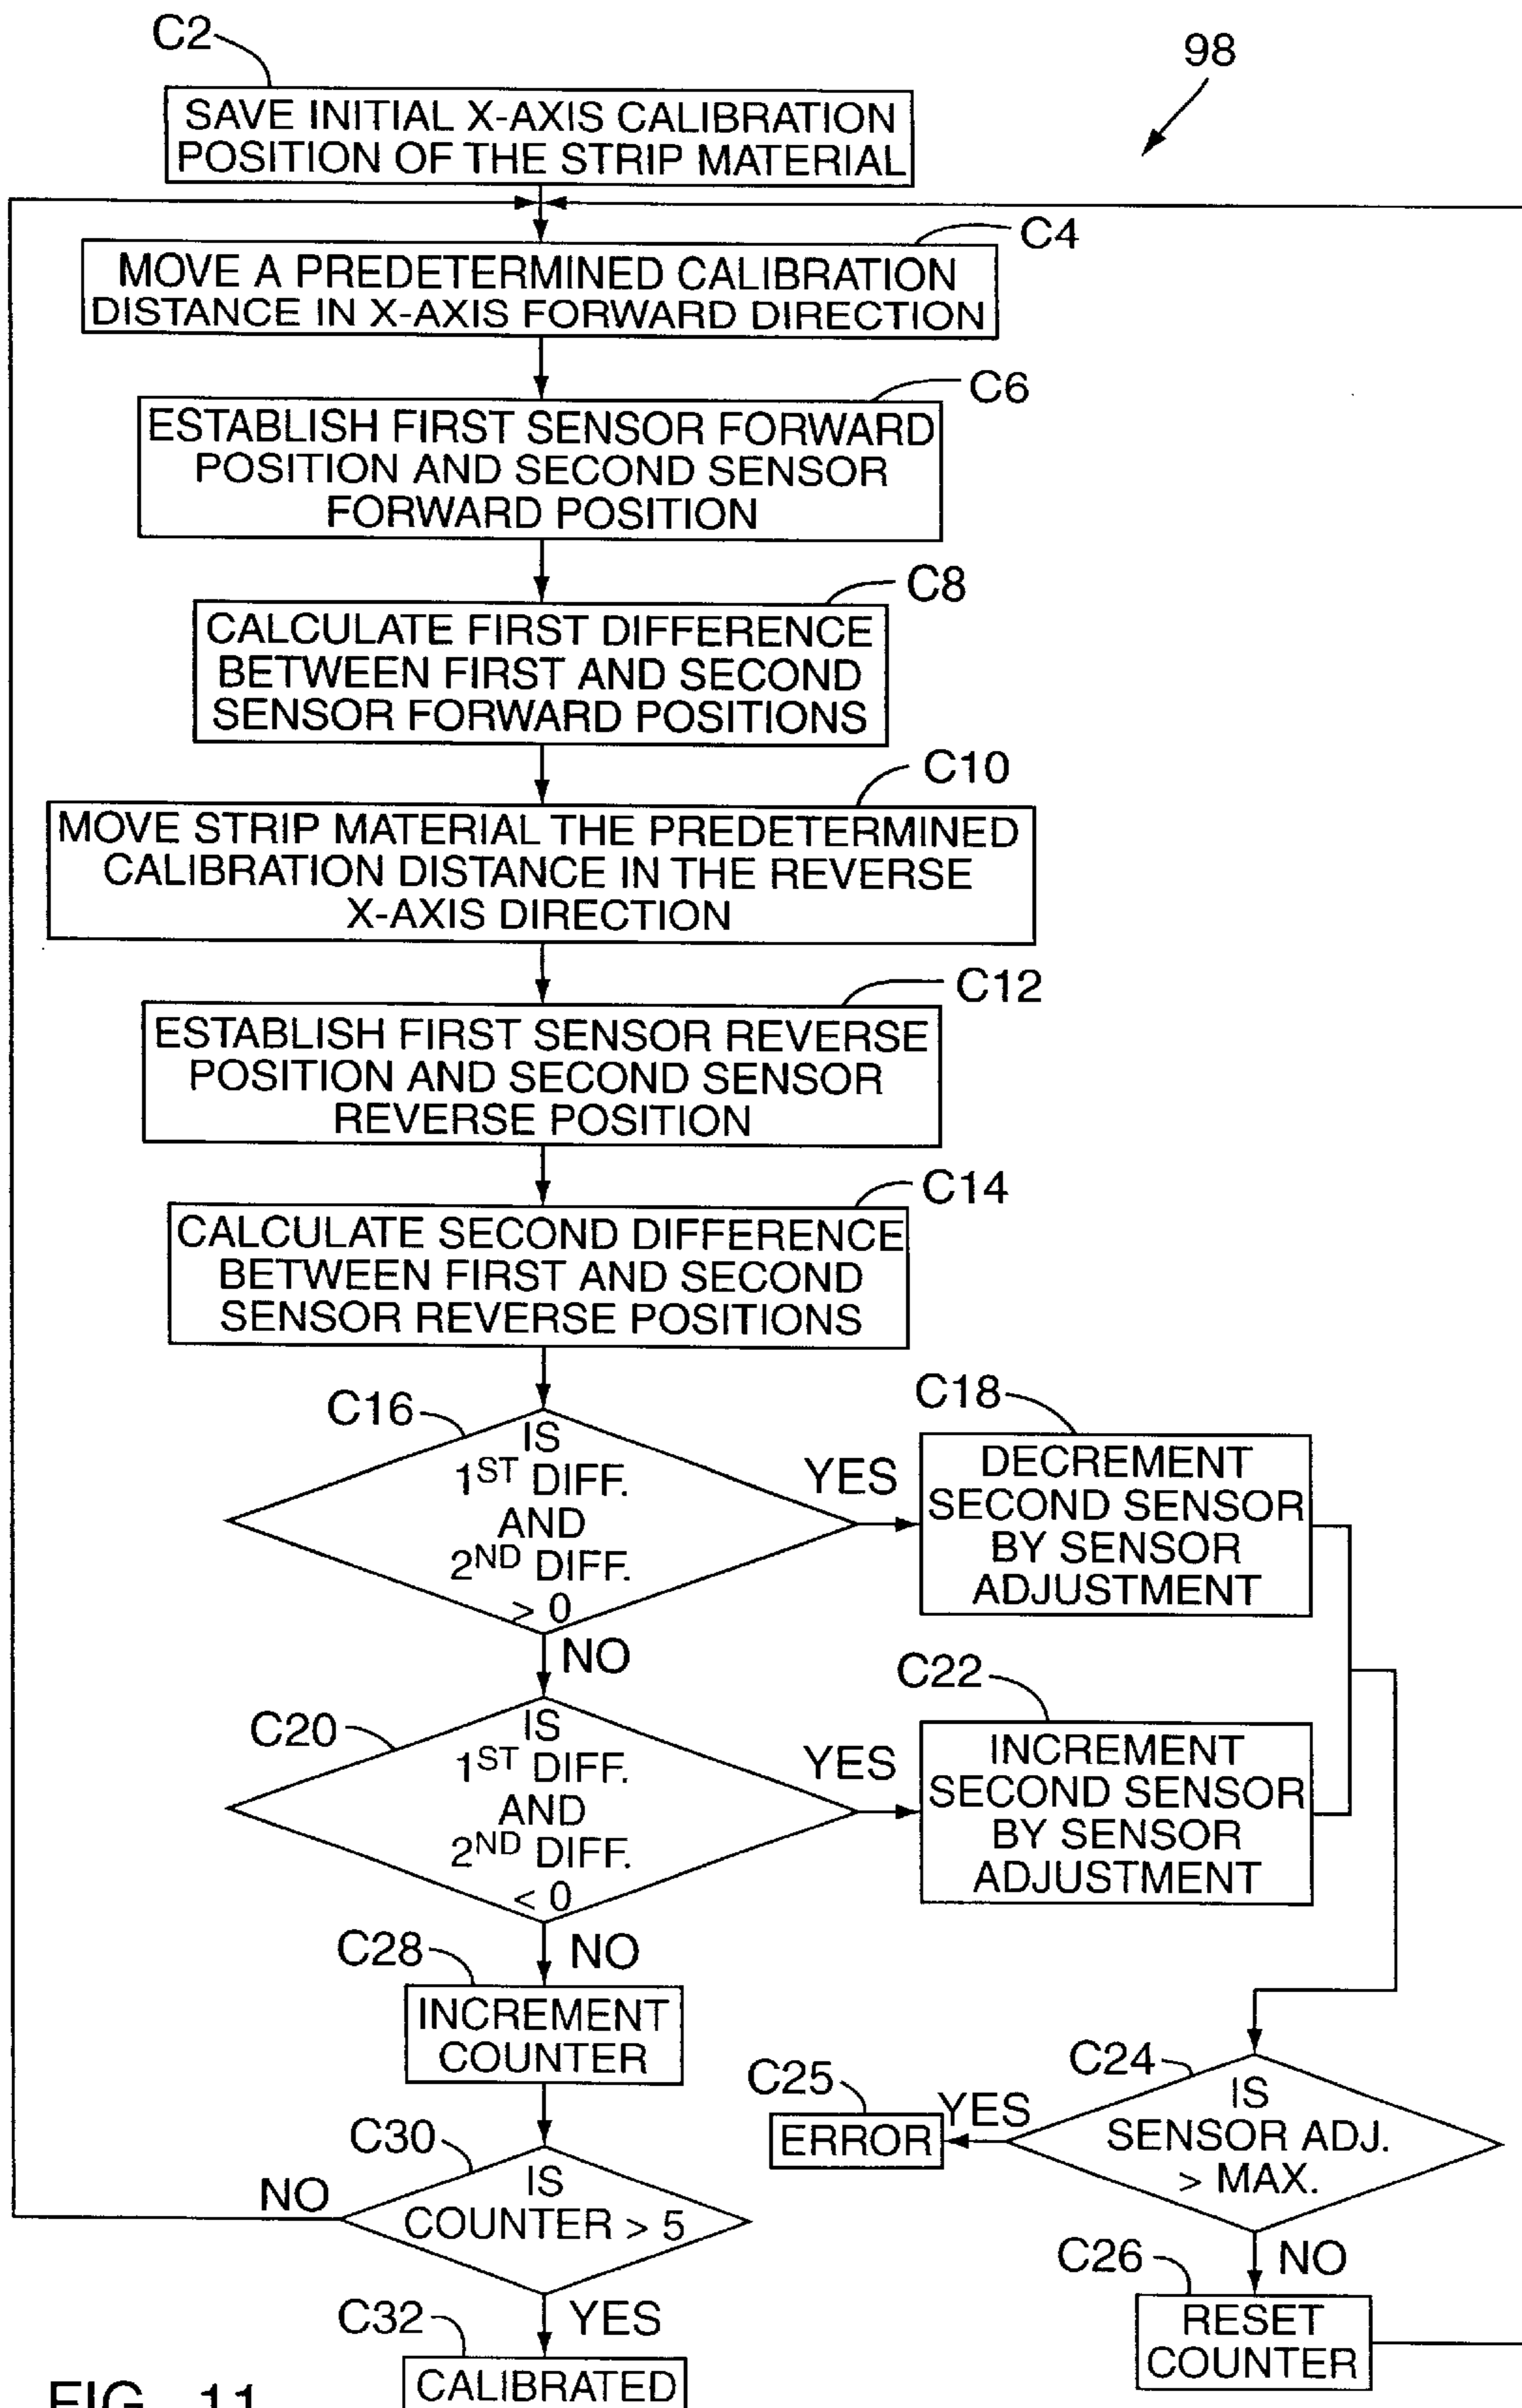 C2
98
SAVE INITIAL X-AXIS CALIBRATION
POSITION OF THE STRIP MATERIAL
C4
MOVE A PREDETERMINED CALIBRATION
DISTANCE IN X-AXIS FORWARD DIRECTION
C6
ESTABLISH FIRST SENSOR FORWARD
POSITION AND SECOND SENSOR
FORWARD POSITION
C8
CALCULATE FIRST DIFFERENCE
BETWEEN FIRST AND SECOND
SENSOR FORWARD POSITIONS
C10
MOVE STRIP MATERIAL THE PREDETERMINED
CALIBRATION DISTANCE IN THE REVERSE
X-AXIS DIRECTION
C12
ESTABLISH FIRST SENSOR REVERSE
POSITION AND SECOND SENSOR
REVERSE POSITION
C14
CALCULATE SECOND DIFFERENCE
BETWEEN FIRST AND SECOND
SENSOR REVERSE POSITIONS
C16
IS
1ST DIFF.
AND
2ND DIFF.
> 0
YES
NO
C18
DECREMENT
SECOND SENSOR
BY SENSOR
ADJUSTMENT
C20
IS
1ST DIFF.
AND
2ND DIFF.
< 0
YES
NO
C22
INCREMENT
SECOND SENSOR
BY SENSOR
ADJUSTMENT
C28
INCREMENT
COUNTER
C24
IS
SENSOR ADJ.
> MAX.
YES
NO
C25
ERROR
C30
IS
COUNTER > 5
NO
YES
C26
RESET
COUNTER
C32
CALIBRATED
FIG. 11